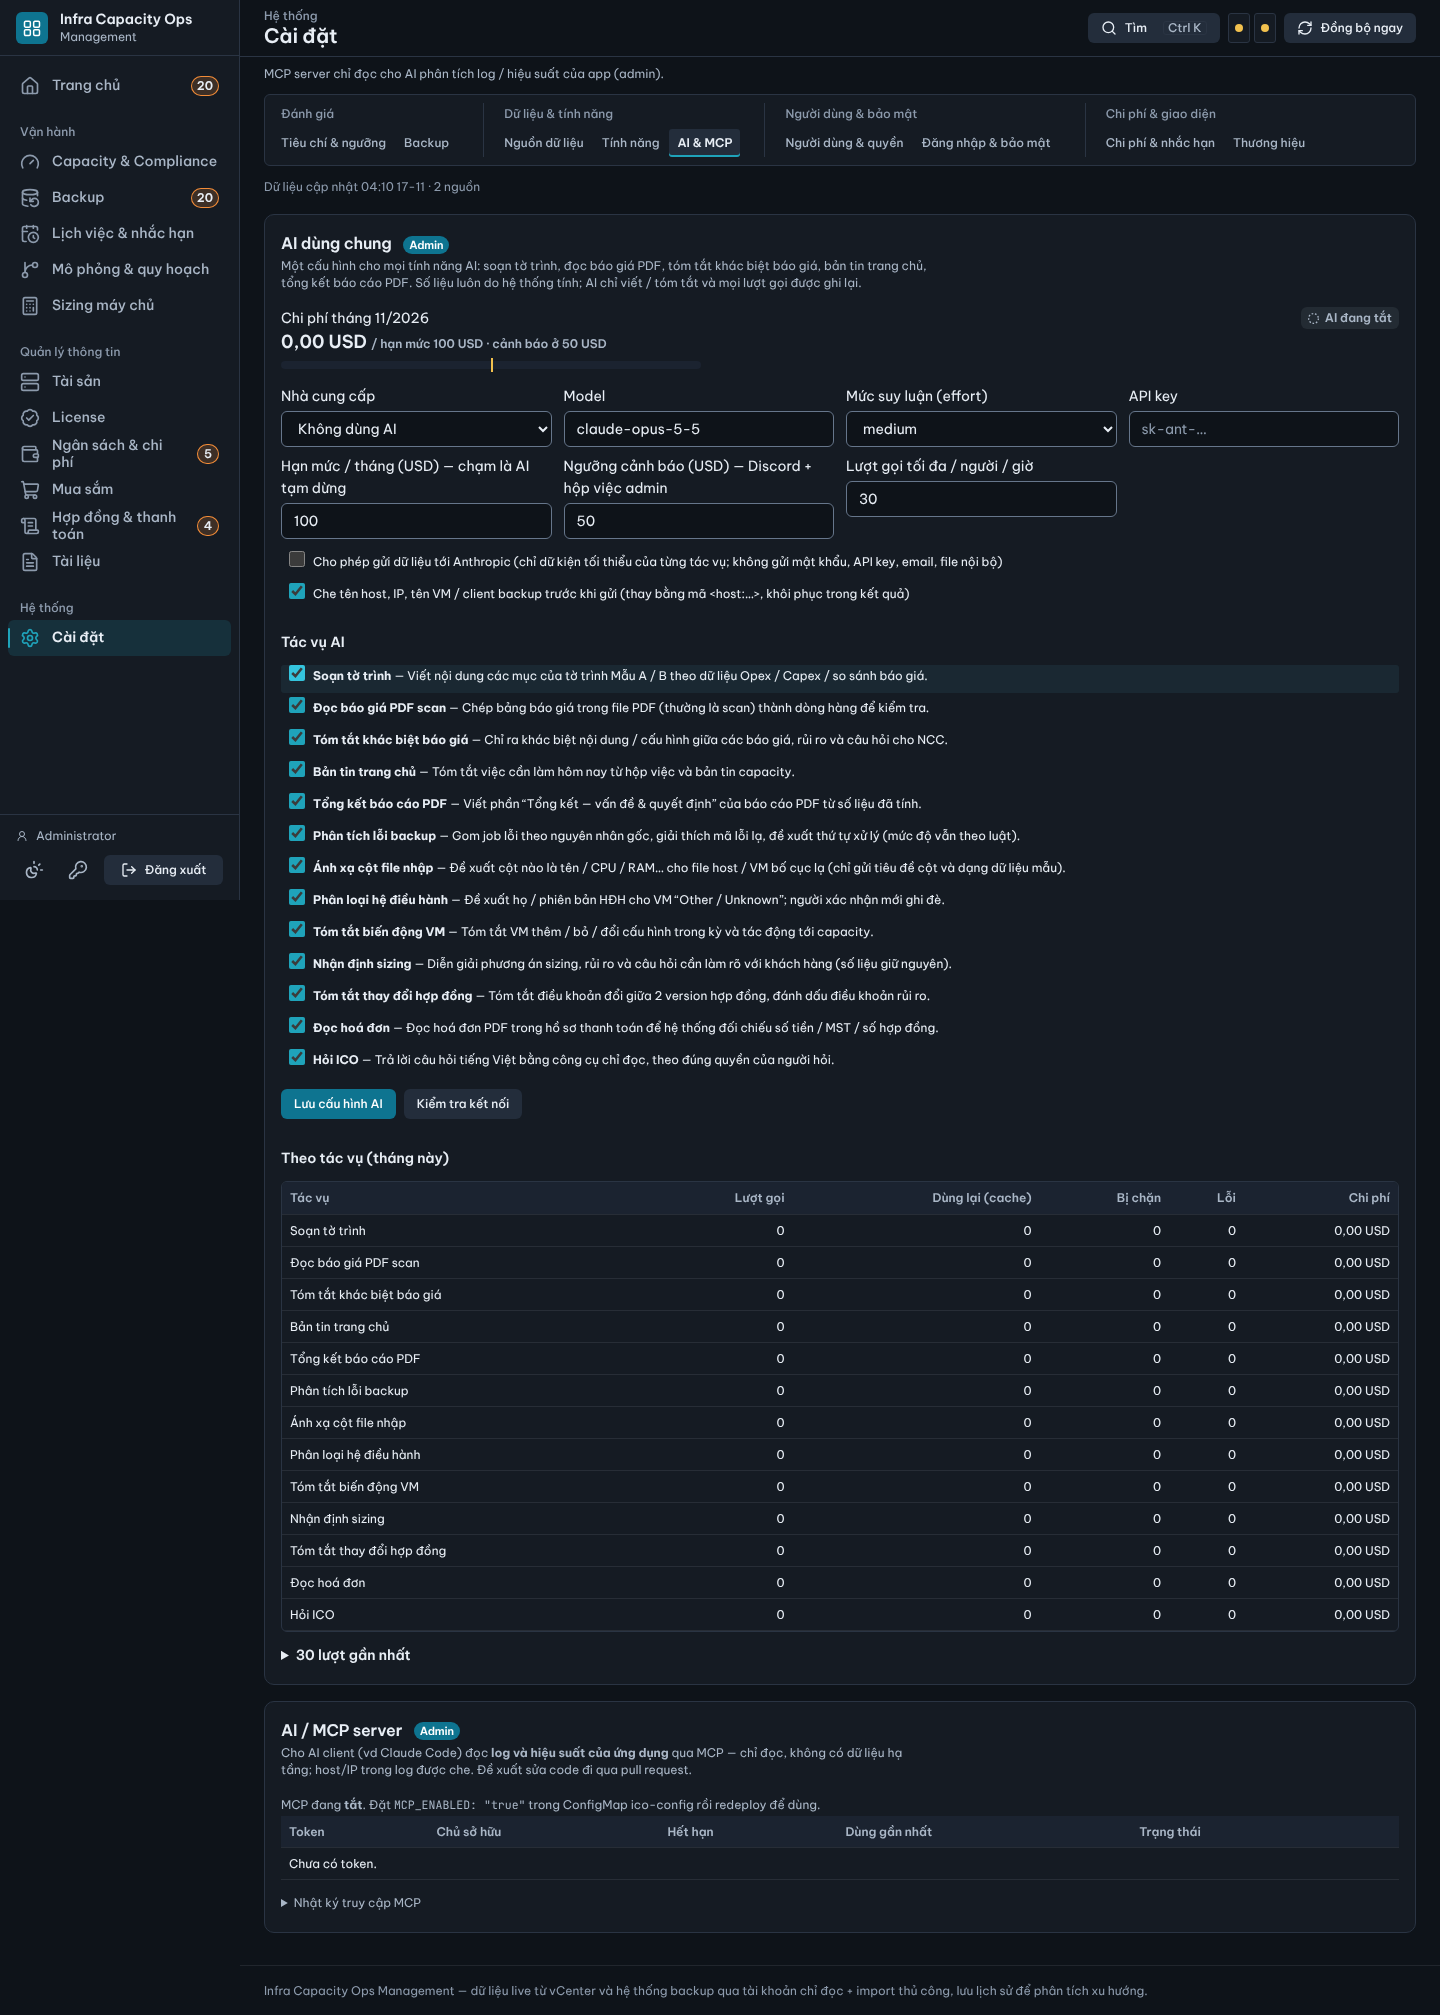 Infra Capacity Ops
Management
Trang chủ 20
Vận hành
Capacity & Compliance
Backup 20
Lịch việc & nhắc hạn
Mô phỏng & quy hoạch
Sizing máy chủ
Quản lý thông tin
Tài sản
License
Ngân sách & chi
phí 5
Mua sắm
Hợp đồng & thanh
toán 4
Tài liệu
Hệ thống
Cài đặt
Administrator
Đăng xuất
Hệ thống
Cài đặt
Tìm Ctrl K
Đồng bộ ngay
MCP server chỉ đọc cho AI phân tích log / hiệu suất của app (admin).
Đánh giá
Tiêu chí & ngưỡng Backup
Dữ liệu & tính năng
Nguồn dữ liệu Tính năng AI & MCP
Người dùng & bảo mật
Người dùng & quyền Đăng nhập & bảo mật
Chi phí & giao diện
Chi phí & nhắc hạn Thương hiệu
Dữ liệu cập nhật 04:10 17-11 · 2 nguồn
AI dùng chung Admin
Một cấu hình cho mọi tính năng AI: soạn tờ trình, đọc báo giá PDF, tóm tắt khác biệt báo giá, bản tin trang chủ,
tổng kết báo cáo PDF. Số liệu luôn do hệ thống tính; AI chỉ viết / tóm tắt và mọi lượt gọi được ghi lại.
Chi phí tháng 11/2026
AI đang tắt
0,00 USD / hạn mức 100 USD · cảnh báo ở 50 USD
Nhà cung cấp
Không dùng AI
Model
claude-opus-5-5
Mức suy luận (effort)
medium
API key
sk-ant-...
Hạn mức / tháng (USD) — chạm là AI
tạm dừng
100
Ngưỡng cảnh báo (USD) — Discord +
hộp việc admin
50
Lượt gọi tối đa / người / giờ
30
Cho phép gửi dữ liệu tới Anthropic (chỉ dữ kiện tối thiểu của từng tác vụ; không gửi mật khẩu, API key, email, file nội bộ)
Che tên host, IP, tên VM / client backup trước khi gửi (thay bằng mã <host:…>, khôi phục trong kết quả)
Tác vụ AI
Soạn tờ trình — Viết nội dung các mục của tờ trình Mẫu A / B theo dữ liệu Opex / Capex / so sánh báo giá.
Đọc báo giá PDF scan — Chép bảng báo giá trong file PDF (thường là scan) thành dòng hàng để kiểm tra.
Tóm tắt khác biệt báo giá — Chỉ ra khác biệt nội dung / cấu hình giữa các báo giá, rủi ro và câu hỏi cho NCC.
Bản tin trang chủ — Tóm tắt việc cần làm hôm nay từ hộp việc và bản tin capacity.
Tổng kết báo cáo PDF — Viết phần “Tổng kết — vấn đề & quyết định” của báo cáo PDF từ số liệu đã tính.
Phân tích lỗi backup — Gom job lỗi theo nguyên nhân gốc, giải thích mã lỗi lạ, đề xuất thứ tự xử lý (mức độ vẫn theo luật).
Ánh xạ cột file nhập — Đề xuất cột nào là tên / CPU / RAM… cho file host / VM bố cục lạ (chỉ gửi tiêu đề cột và dạng dữ liệu mẫu).
Phân loại hệ điều hành — Đề xuất họ / phiên bản HĐH cho VM “Other / Unknown”; người xác nhận mới ghi đè.
Tóm tắt biến động VM — Tóm tắt VM thêm / bỏ / đổi cấu hình trong kỳ và tác động tới capacity.
Nhận định sizing — Diễn giải phương án sizing, rủi ro và câu hỏi cần làm rõ với khách hàng (số liệu giữ nguyên).
Tóm tắt thay đổi hợp đồng — Tóm tắt điều khoản đổi giữa 2 version hợp đồng, đánh dấu điều khoản rủi ro.
Đọc hoá đơn — Đọc hoá đơn PDF trong hồ sơ thanh toán để hệ thống đối chiếu số tiền / MST / số hợp đồng.
Hỏi ICO — Trả lời câu hỏi tiếng Việt bằng công cụ chỉ đọc, theo đúng quyền của người hỏi.
Lưu cấu hình AI Kiểm tra kết nối
Theo tác vụ (tháng này)
Tác vụ Lượt gọi Dùng lại (cache) Bị chặn Lỗi Chi phí
Soạn tờ trình 0 0 0 0 0,00 USD
Đọc báo giá PDF scan 0 0 0 0 0,00 USD
Tóm tắt khác biệt báo giá 0 0 0 0 0,00 USD
Bản tin trang chủ 0 0 0 0 0,00 USD
Tổng kết báo cáo PDF 0 0 0 0 0,00 USD
Phân tích lỗi backup 0 0 0 0 0,00 USD
Ánh xạ cột file nhập 0 0 0 0 0,00 USD
Phân loại hệ điều hành 0 0 0 0 0,00 USD
Tóm tắt biến động VM 0 0 0 0 0,00 USD
Nhận định sizing 0 0 0 0 0,00 USD
Tóm tắt thay đổi hợp đồng 0 0 0 0 0,00 USD
Đọc hoá đơn 0 0 0 0 0,00 USD
Hỏi ICO 0 0 0 0 0,00 USD
30 lượt gần nhất
AI / MCP server Admin
Cho AI client (vd Claude Code) đọc log và hiệu suất của ứng dụng qua MCP — chỉ đọc, không có dữ liệu hạ
tầng; host/IP trong log được che. Đề xuất sửa code đi qua pull request.
MCP đang tắt. Đặt MCP_ENABLED: "true" trong ConfigMap ico-config rồi redeploy để dùng.
Token Chủ sở hữu Hết hạn Dùng gần nhất Trạng thái
Chưa có token.
Nhật ký truy cập MCP
Infra Capacity Ops Management — dữ liệu live từ vCenter và hệ thống backup qua tài khoản chỉ đọc + import thủ công, lưu lịch sử để phân tích xu hướng.